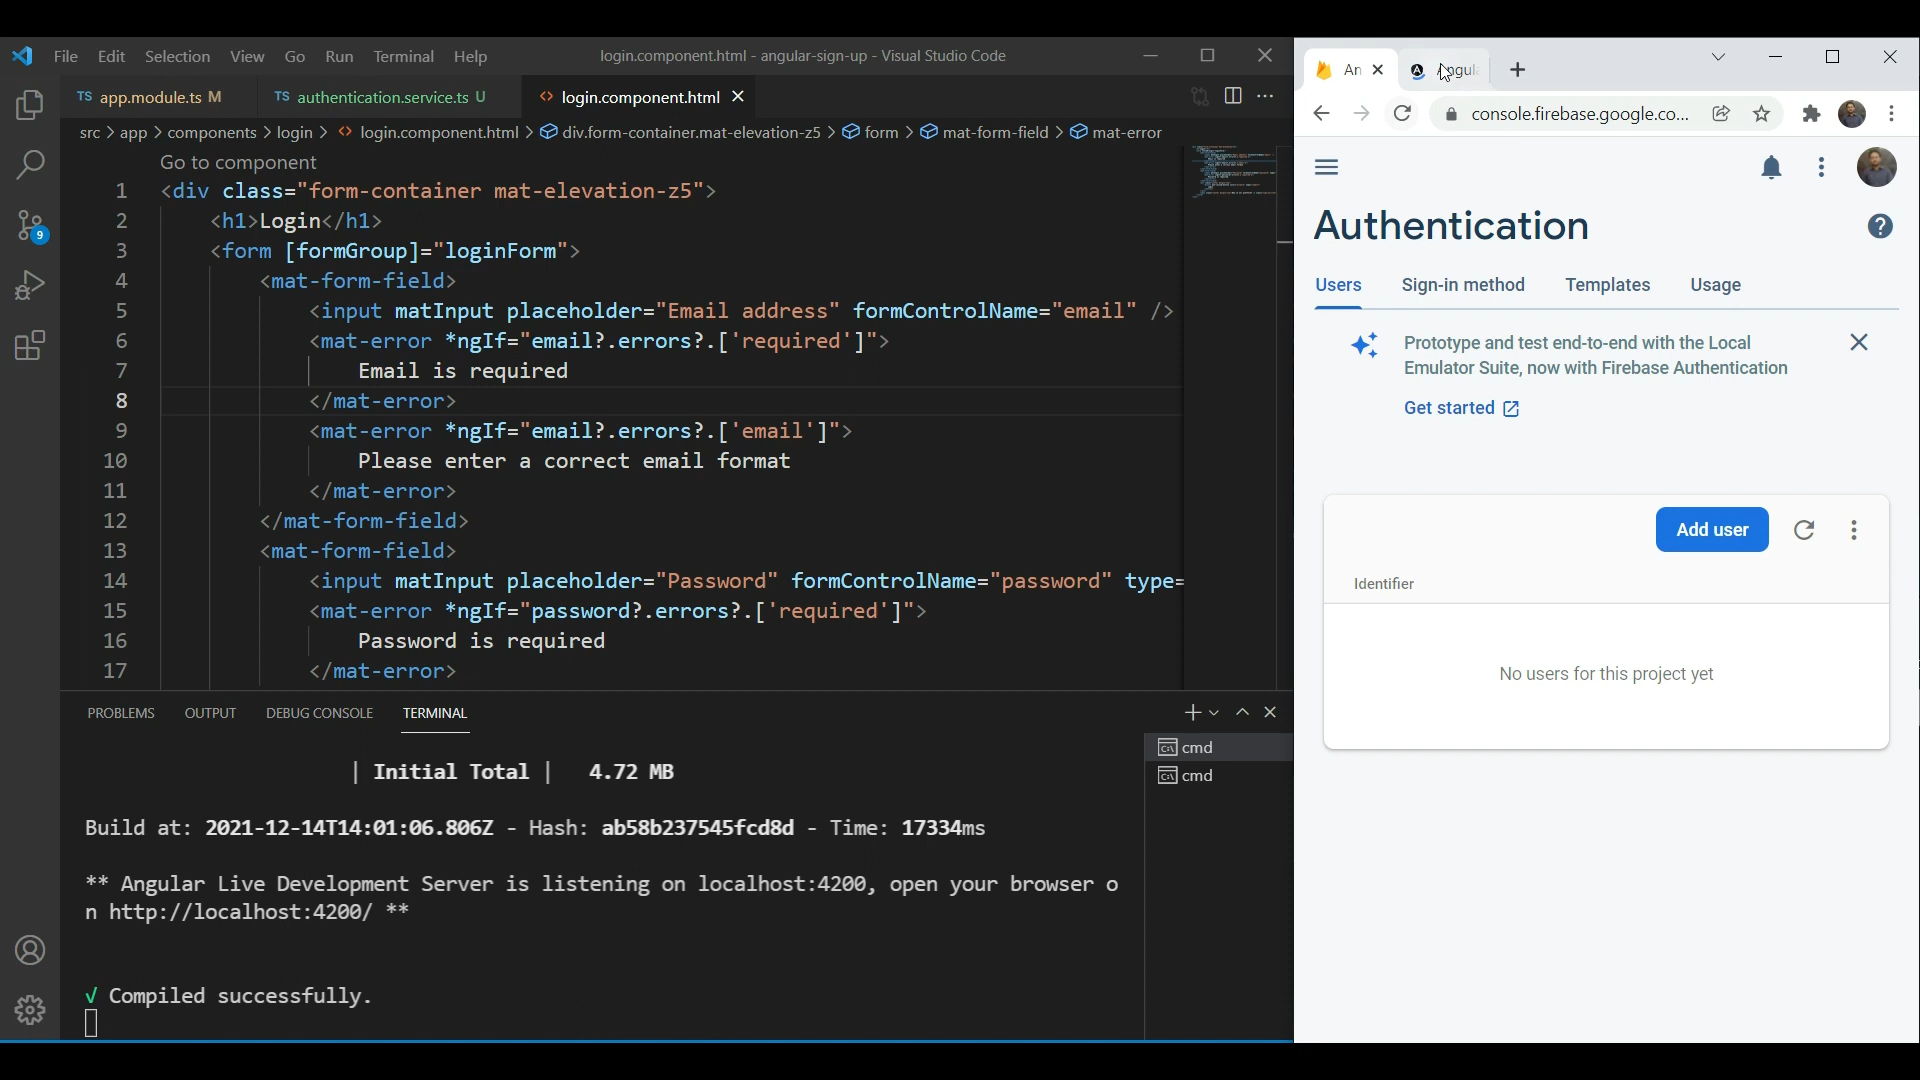 File Edit Selection View Go Run Terminal Help
login.component.html - angular-sign-up - Visual Studio Code
TS app.module.ts M
TS authentication.service.ts U
<> login.component.html
src > app > components > login > <> login.component.html > div.form-container.mat-elevation-z5 > form > mat-form-field > mat-error
9
Go to component
1 <div class="form-container mat-elevation-z5">
2 <h1>Login</h1>
3 <form [formGroup]="loginForm">
4 <mat-form-field>
5 <input matInput placeholder="Email address" formControlName="email" />
6 <mat-error *ngIf="email?.errors?.['required']">
7 Email is required
8 </mat-error>
9 <mat-error *ngIf="email?.errors?.['email']">
10 Please enter a correct email format
11 </mat-error>
12 </mat-form-field>
13 <mat-form-field>
14 <input matInput placeholder="Password" formControlName="password" type=
15 <mat-error *ngIf="password?.errors?.['required']">
16 Password is required
17 </mat-error>
PROBLEMS OUTPUT DEBUG CONSOLE TERMINAL
cmd
cmd
| Initial Total | 4.72 MB
Build at: 2021-12-14T14:01:06.806Z - Hash: ab58b237545fcd8d - Time: 17334ms
** Angular Live Development Server is listening on localhost:4200, open your browser o
n http://localhost:4200/ **
√ Compiled successfully.
An
Angula
console.firebase.google.co...
Authentication
Users Sign-in method Templates Usage
Prototype and test end-to-end with the Local
Emulator Suite, now with Firebase Authentication
Get started
Add user
Identifier
No users for this project yet